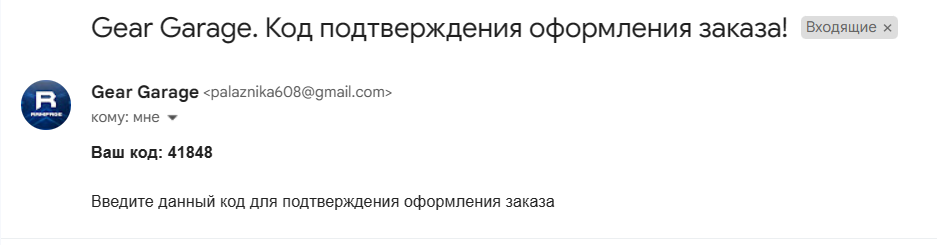 Gear Garage. Код подтверждения оформления заказа! Входящие ×
R
RAMPAGE
Gear Garage <palaznika608@gmail.com>
кому: мне
Ваш код: 41848
Введите данный код для подтверждения оформления заказа